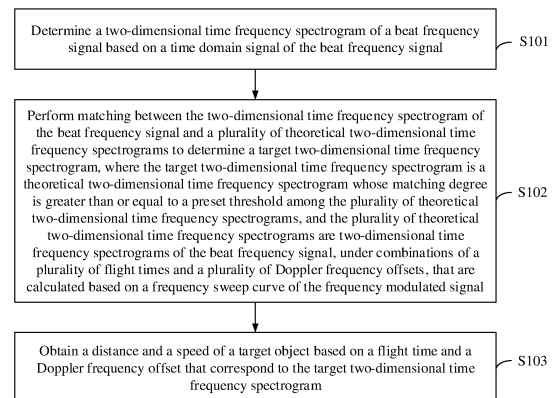 Determine a two-dimensional time frequency spectrogram of a beat frequency
signal based on a time domain signal of the beat frequency signal
S101
Perform matching between the two-dimensional time frequency spectrogram of
the beat frequency signal and a plurality of theoretical two-dimensional time
frequency spectrograms to determine a target two-dimensional time frequency
spectrogram, where the target two-dimensional time frequency spectrogram is a
theoretical two-dimensional time frequency spectrogram whose matching degree
is greater than or equal to a preset threshold among the plurality of theoretical
two-dimensional time frequency spectrograms, and the plurality of theoretical
two-dimensional time frequency spectrograms are two-dimensional time
frequency spectrograms of the beat frequency signal, under combinations of a
plurality of flight times and a plurality of Doppler frequency offsets, that are
calculated based on a frequency sweep curve of the frequency modulated signal
S102
Obtain a distance and a speed of a target object based on a flight time and a
Doppler frequency offset that correspond to the target two-dimensional time
frequency spectrogram
S103